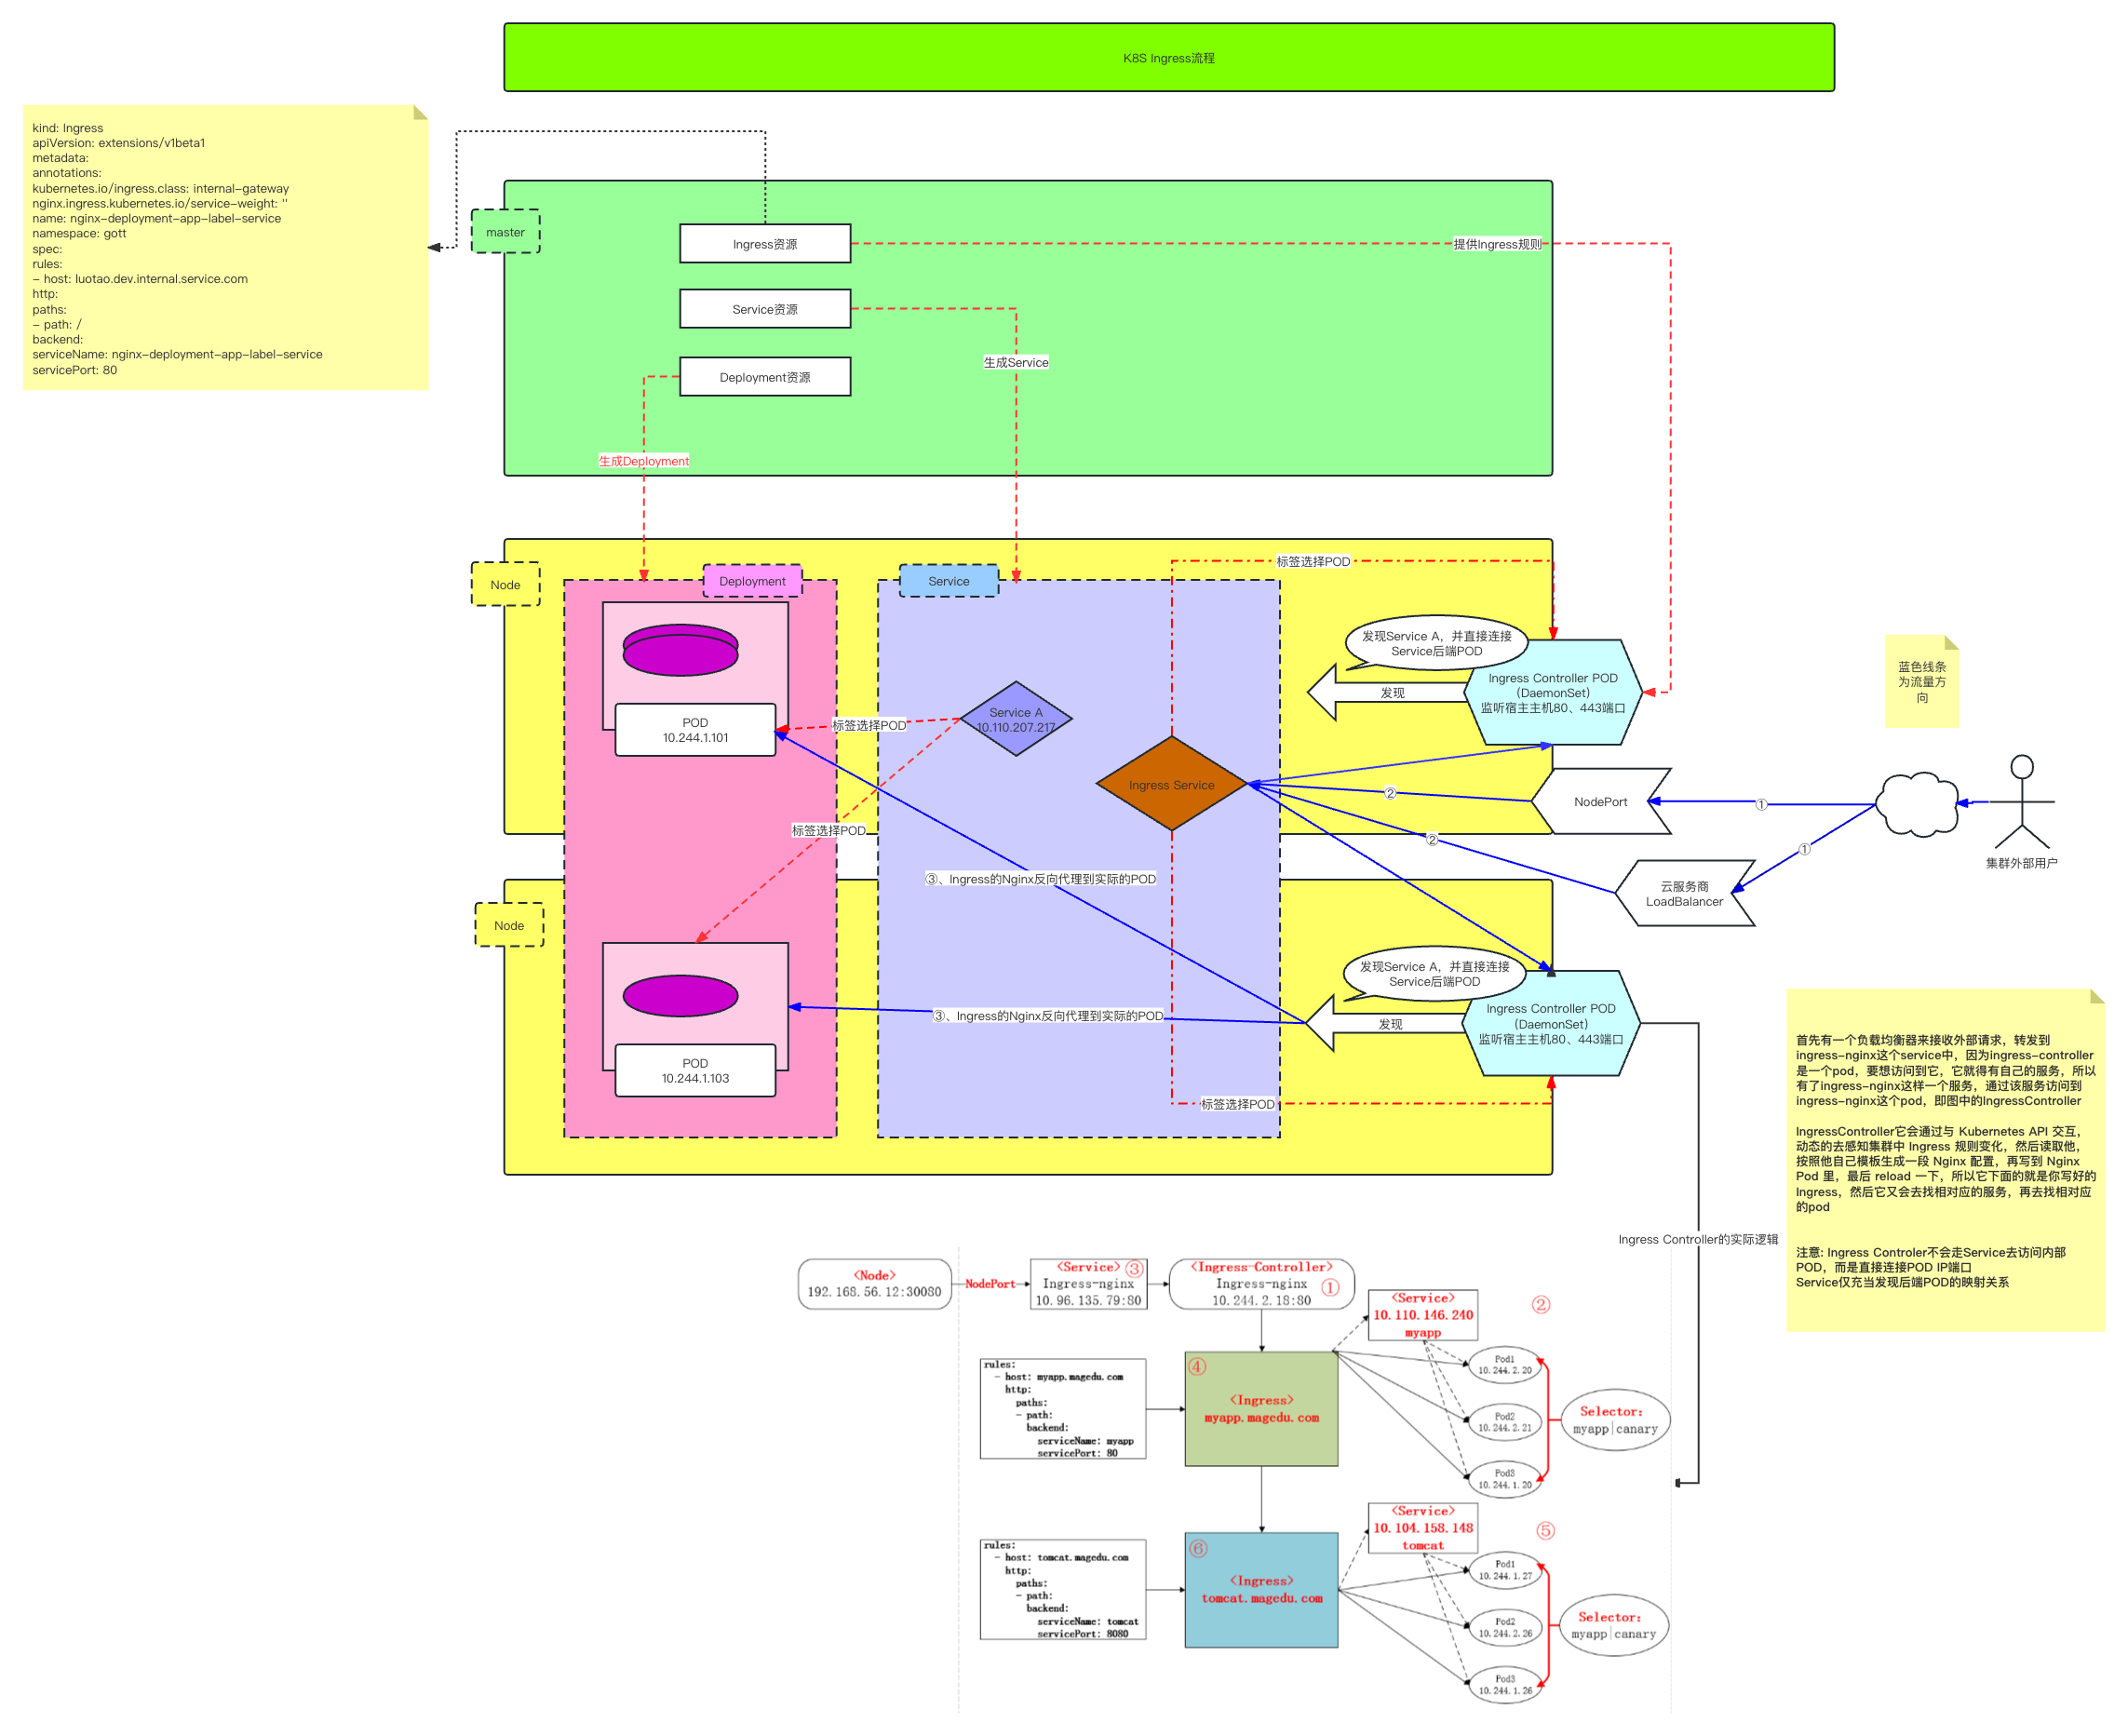 K8S Ingress流程
kind: Ingress
apiVersion: extensions/v1beta1
metadata:
annotations:
kubernetes.io/ingress.class: internal-gateway
nginx.ingress.kubernetes.io/service-weight: ''
name: nginx-deployment-app-label-service
namespace: gott
spec:
rules:
- host: luotao.dev.internal.service.com
http:
paths:
- path: /
backend:
serviceName: nginx-deployment-app-label-service
servicePort: 80
master
Ingress资源
提供Ingress规则
Service资源
生成Service
Deployment资源
生成Deployment
Node
Deployment
Service
标签选择POD
发现Service A，并直接连接
Service后端POD
发现
Ingress Controller POD
(DaemonSet)
监听宿主主机80、443端口
蓝色线条
为流量方
向
POD
10.244.1.101
标签选择POD
Service A
10.110.207.217
Ingress Service
②
NodePort
①
标签选择POD
②
①
集群外部用户
③、Ingress的Nginx反向代理到实际的POD
云服务商
LoadBalancer
Node
发现Service A，并直接连接
Service后端POD
发现
Ingress Controller POD
(DaemonSet)
监听宿主主机80、443端口
③、Ingress的Nginx反向代理到实际的POD
POD
10.244.1.103
标签选择POD
首先有一个负载均衡器来接收外部请求，转发到
ingress-nginx这个service中，因为ingress-controller
是一个pod，要想访问到它，它就得有自己的服务，所以
有了ingress-nginx这样一个服务，通过该服务访问到
ingress-nginx这个pod，即图中的IngressController
IngressController它会通过与 Kubernetes API 交互，
动态的去感知集群中 Ingress 规则变化，然后读取他，
按照他自己模板生成一段 Nginx 配置，再写到 Nginx
Pod 里，最后 reload 一下，所以它下面的就是你写好的
Ingress，然后它又会去找相对应的服务，再去找相对应
的pod
注意: Ingress Controler不会走Service去访问内部
POD，而是直接连接POD IP端口
Service仅充当发现后端POD的映射关系
Ingress Controller的实际逻辑
<Node>
192.168.56.12:30080
NodePort
<Service> ③
Ingress-nginx
10.96.135.79:80
<Ingress-Controller>
Ingress-nginx
10.244.2.18:80
①
<Service>
10.110.146.240
myapp
②
rules:
- host: myapp.magedu.com
http:
paths:
- path:
backend:
serviceName: myapp
servicePort: 80
④
<Ingress>
myapp.magedu.com
Pod1
10.244.2.20
Pod2
10.244.2.21
Pod3
10.244.1.20
Selector:
myapp|canary
<Service>
10.104.158.148
tomcat
⑤
rules:
- host: tomcat.magedu.com
http:
paths:
- path:
backend:
serviceName: tomcat
servicePort: 8080
⑥
<Ingress>
tomcat.magedu.com
Pod1
10.244.1.27
Pod2
10.244.2.26
Pod3
10.244.1.26
Selector:
myapp|canary